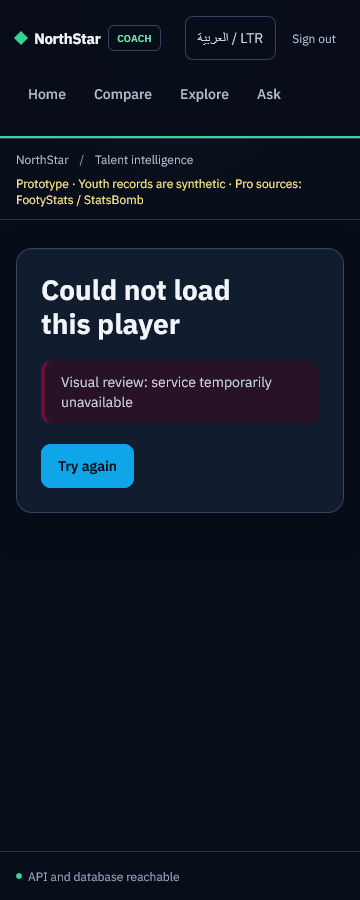 NorthStar COACH العربية / LTR Sign out
Home Compare Explore Ask
NorthStar / Talent intelligence
Prototype · Youth records are synthetic · Pro sources:
FootyStats / StatsBomb
Could not load
this player
Visual review: service temporarily
unavailable
Try again
API and database reachable